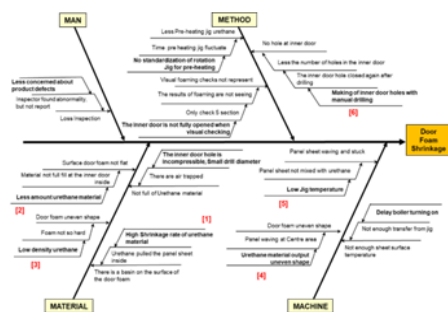 MAN
METHOD
Less Pre-heating jig urethane
Time pre heating jig fluctuate
No standardization of rotation
Jig for pre-heating
Visual foaming checks not represent
The results of foaming are not seeing
Only check 5 section
The inner door is not fully opened when
visual checking
No hole at inner door
Less the number of holes in the inner door
The inner door hole closed again after
drilling
Making of inner door holes with
manual drilling
[6]
Less concerned about
product defects
Inspector found abnormality,
but not report
Loss Inspection
Door
Foam
Shrinkage
Surface door foam not flat
Material not full fill at the inner door
inside
Less amount urethane material
[2]
The inner door hole is
incompressible, Small drill diameter
There are air trapped
Not full of Urethane material
Door foam uneven shape
Foam not so hard
Low density urethane
[3]
[1]
High Shrinkage rate of urethane
material
Urethane pulled the panel sheet
inside
There is a basin on the surface
of the door foam
Panel sheet waving and stuck
Panel sheet not mixed with urethane
Low Jig temperature
[5]
Door foam uneven shape
Panel waving at Centre area
Urethane material output
uneven shape
[4]
Delay boiler turning on
Not enough transfer from jig
Not enough sheet surface
temperature
MATERIAL
MACHINE